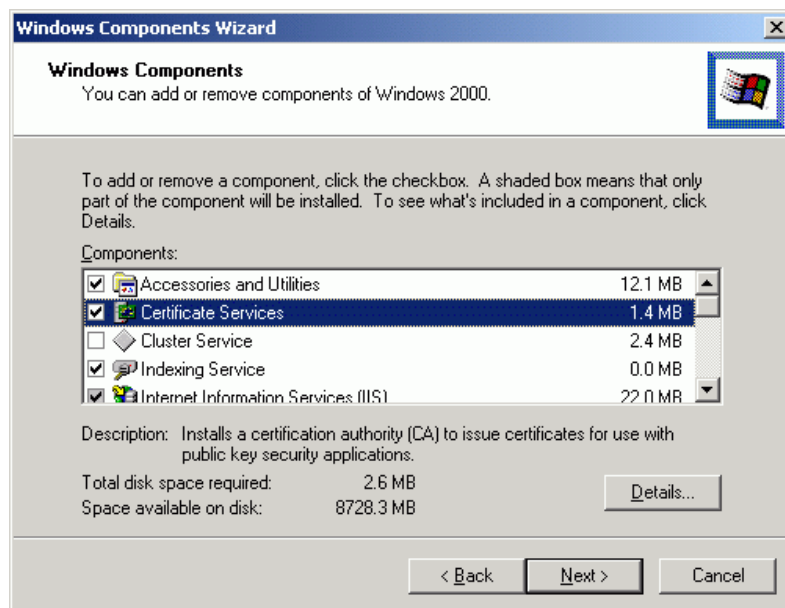 Windows Components Wizard
Windows Components
You can add or remove components of Windows 2000.
To add or remove a component, click the checkbox. A shaded box means that only
part of the component will be installed. To see what's included in a component, click
Details.
Components:
Accessories and Utilities 12.1 MB
Certificate Services 1.4 MB
Cluster Service 2.4 MB
Indexing Service 0.0 MB
Internet Information Services (IIS) 22.0 MB
Description: Installs a certification authority (CA) to issue certificates for use with
public key security applications.
Total disk space required: 2.6 MB
Space available on disk: 8728.3 MB
Details...
< Back Next > Cancel